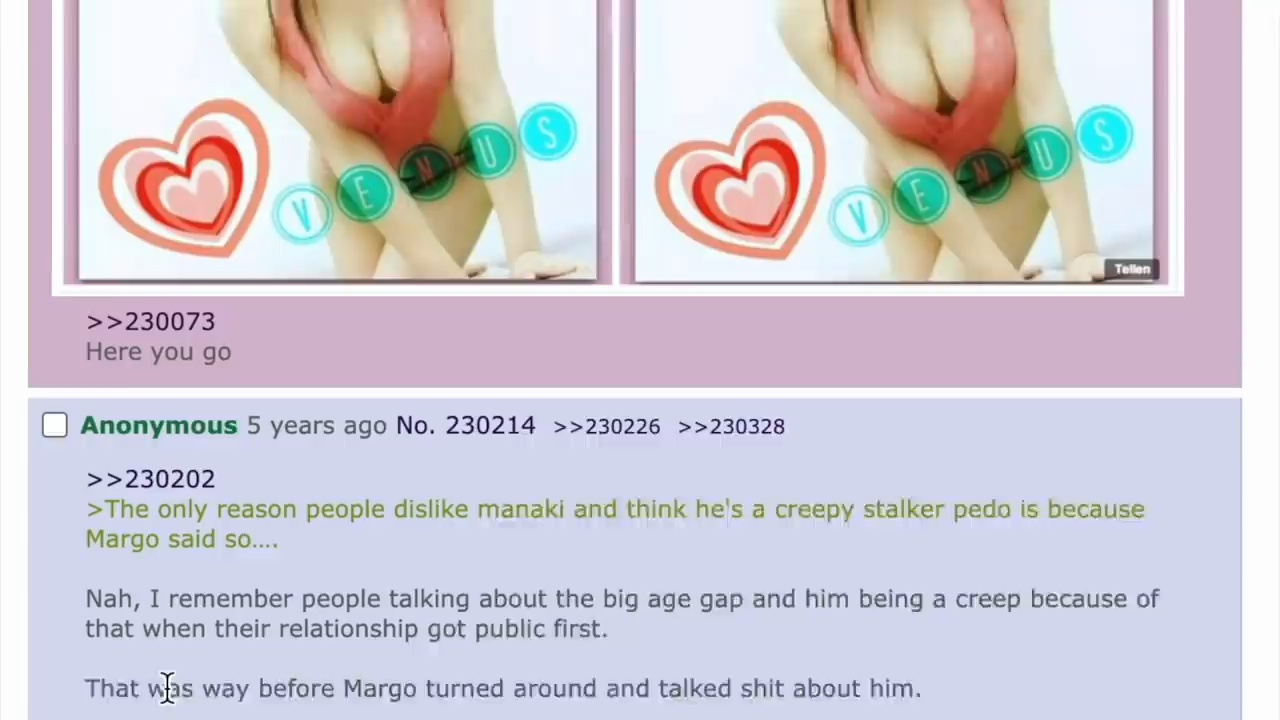 V E N U S
V E N U S
Tellen
>>230073
Here you go
Anonymous 5 years ago No. 230214 >>230226 >>230328
>>230202
>The only reason people dislike manaki and think he's a creepy stalker pedo is because
Margo said so....
Nah, I remember people talking about the big age gap and him being a creep because of
that when their relationship got public first.
That was way before Margo turned around and talked shit about him.